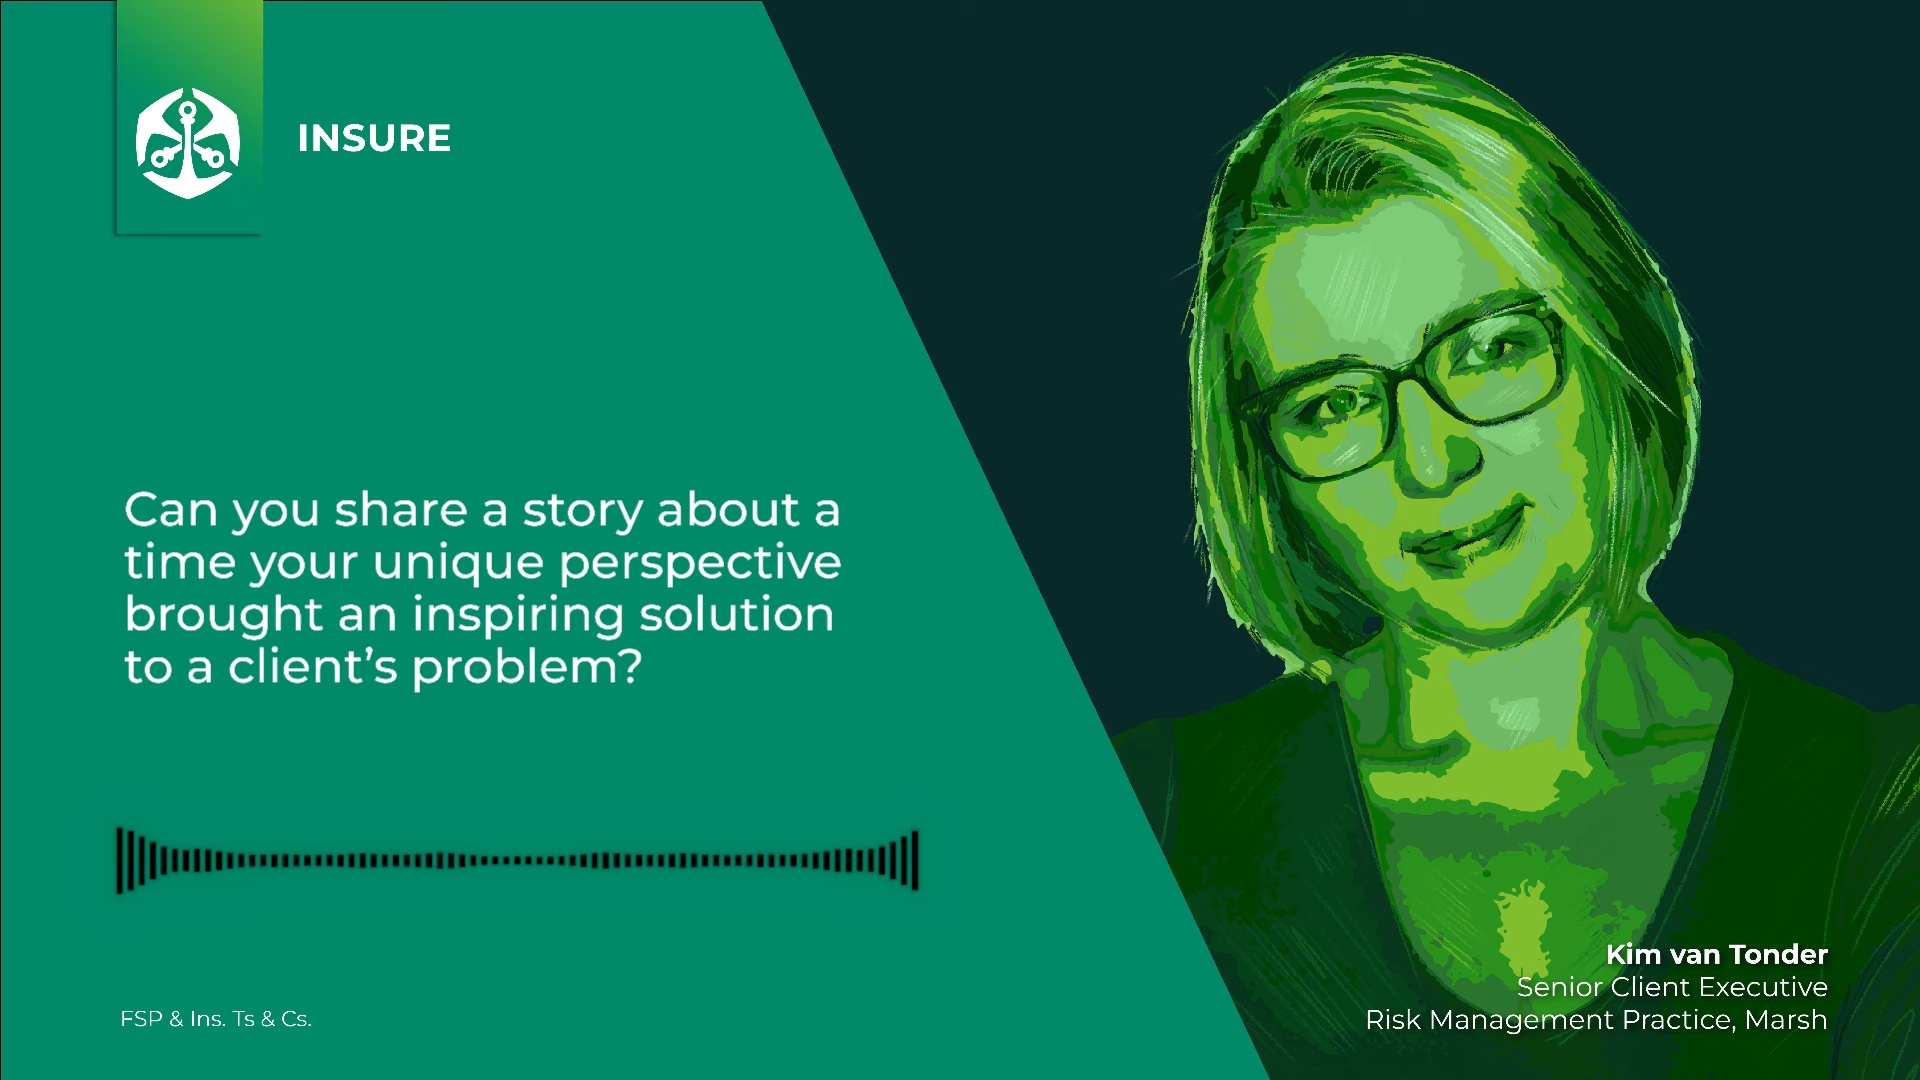 INSURE
Can you share a story about a
time your unique perspective
brought an inspiring solution
to a client’s problem?
FSP & Ins. Ts & Cs.
Kim van Tonder
Senior Client Executive
Risk Management Practice, Marsh